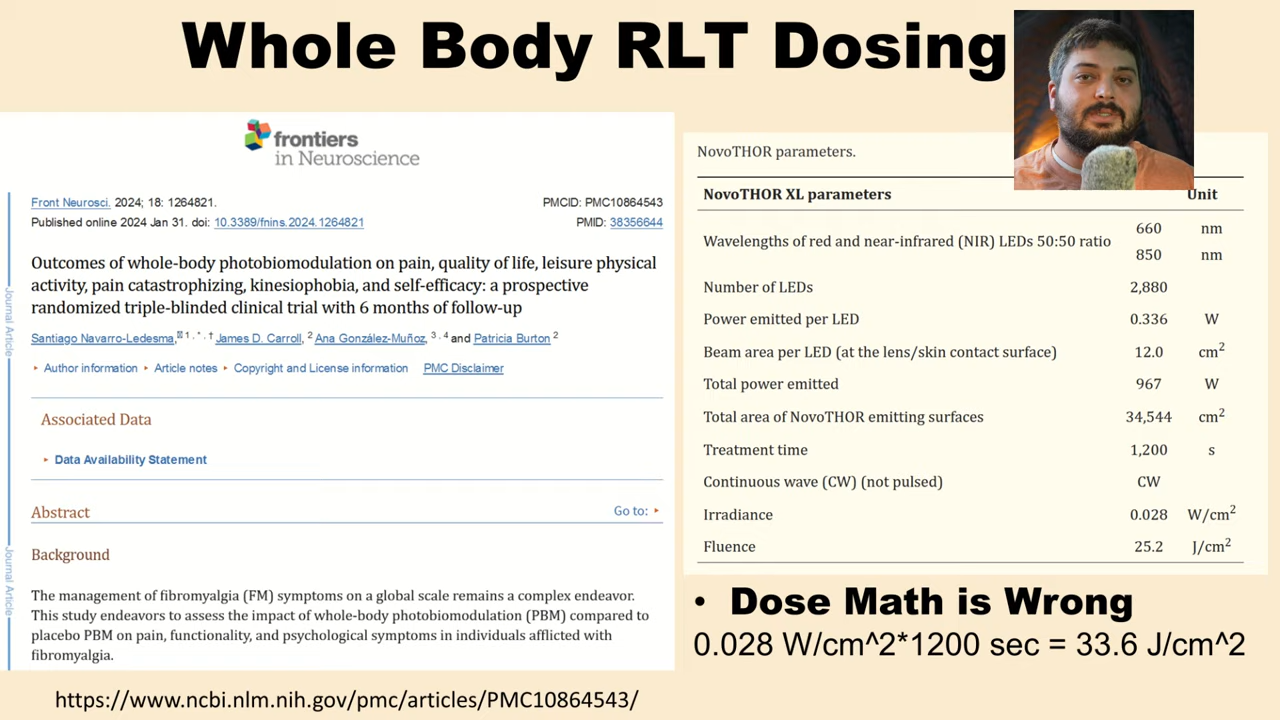 Whole Body RLT Dosing
frontiers
in Neuroscience
Front Neurosci. 2024; 18: 1264821.
PMCID: PMC10864543
Published online 2024 Jan 31. doi: 10.3389/fnins.2024.1264821
PMID: 38356644
Outcomes of whole-body photobiomodulation on pain, quality of life, leisure physical
activity, pain catastrophizing, kinesiophobia, and self-efficacy: a prospective
randomized triple-blinded clinical trial with 6 months of follow-up
Santiago Navarro-Ledesma, 1, *, † James D. Carroll, 2 Ana González-Muñoz, 3, 4 and Patricia Burton 2
Author information Article notes Copyright and License information PMC Disclaimer
Journal Article
Associated Data
Data Availability Statement
Abstract
Go to:
Journal Article
Background
The management of fibromyalgia (FM) symptoms on a global scale remains a complex endeavor.
This study endeavors to assess the impact of whole-body photobiomodulation (PBM) compared to
placebo PBM on pain, functionality, and psychological symptoms in individuals afflicted with
fibromyalgia.
https://www.ncbi.nlm.nih.gov/pmc/articles/PMC10864543/
NovoTHOR parameters.
NovoTHOR XL parameters Unit
Wavelengths of red and near-infrared (NIR) LEDs 50:50 ratio
660 nm
850 nm
Number of LEDs 2,880
Power emitted per LED 0.336 W
Beam area per LED (at the lens/skin contact surface) 12.0 cm2
Total power emitted 967 W
Total area of NovoTHOR emitting surfaces 34,544 cm2
Treatment time 1,200 s
Continuous wave (CW) (not pulsed) CW
Irradiance 0.028 W/cm2
Fluence 25.2 J/cm2
• Dose Math is Wrong
0.028 W/cm^2*1200 sec = 33.6 J/cm^2